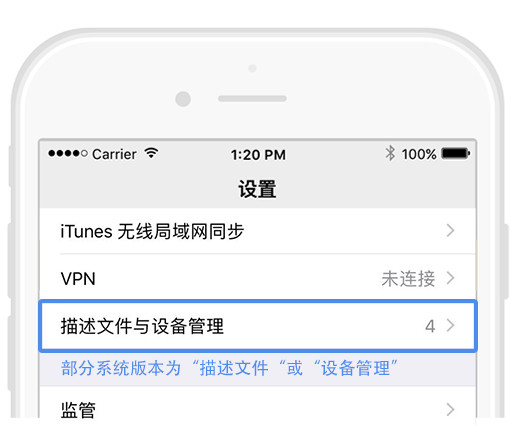 ●●●●○ Carrier 1:20 PM 100%
设置
iTunes 无线局域网同步
VPN 未连接
描述文件与设备管理 4
部分系统版本为“描述文件“或“设备管理”
监管